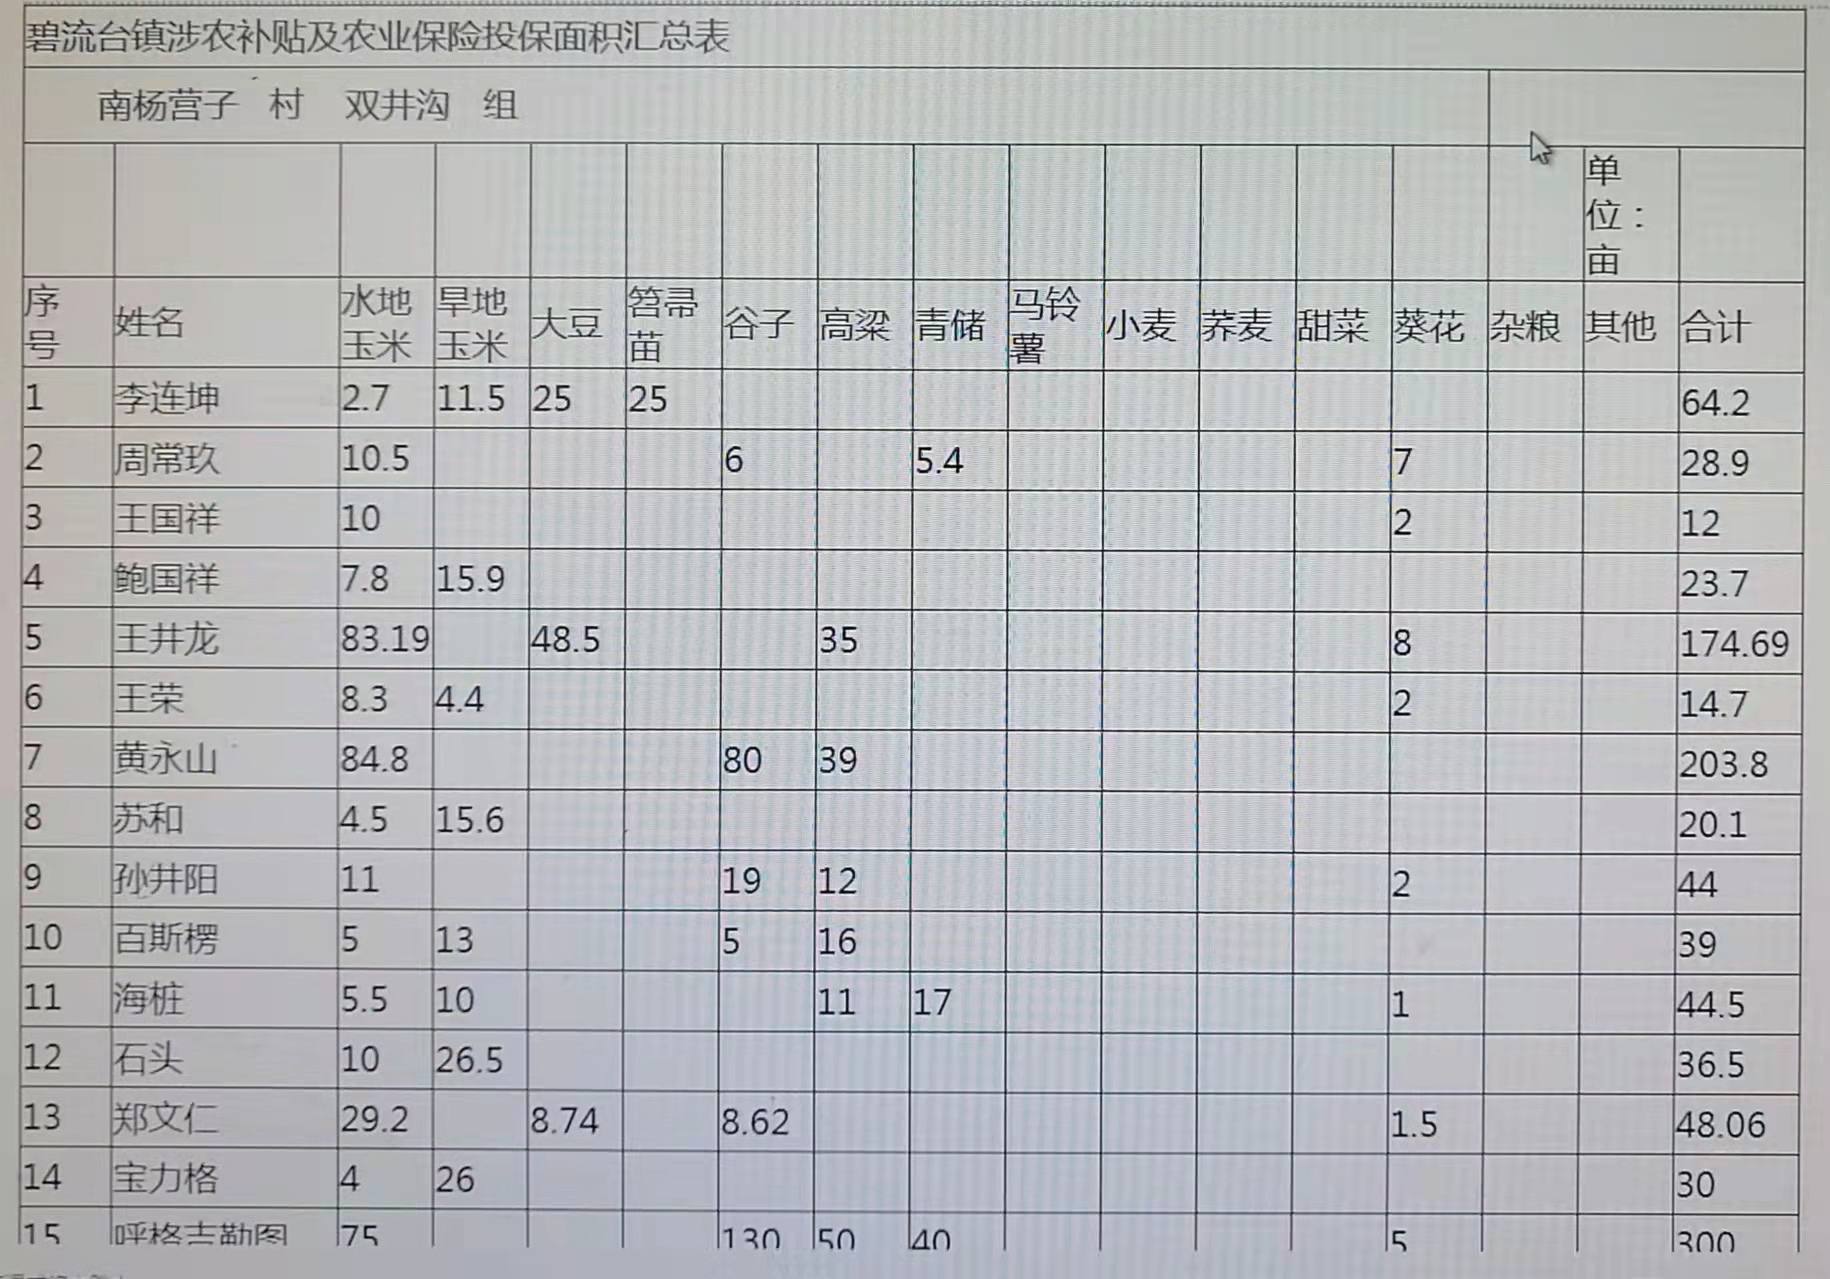 碧流台镇涉农补贴及农业保险投保面积汇总表
南杨营子 村 双井沟 组
单位：亩
序号 姓名 水地玉米 旱地玉米 大豆 笤帚苗 谷子 高粱 青储 马铃薯 小麦 荞麦 甜菜 葵花 杂粮 其他 合计
1 李连坤 2.7 11.5 25 25 64.2
2 周常玖 10.5 6 5.4 7 28.9
3 王国祥 10 2 12
4 鲍国祥 7.8 15.9 23.7
5 王井龙 83.19 48.5 35 8 174.69
6 王荣 8.3 4.4 2 14.7
7 黄永山 84.8 80 39 203.8
8 苏和 4.5 15.6 20.1
9 孙井阳 11 19 12 2 44
10 百斯楞 5 13 5 16 39
11 海桩 5.5 10 11 17 1 44.5
12 石头 10 26.5 36.5
13 郑文仁 29.2 8.74 8.62 1.5 48.06
14 宝力格 4 26 30
15 呼格吉勒图 75 130 50 40 5 300